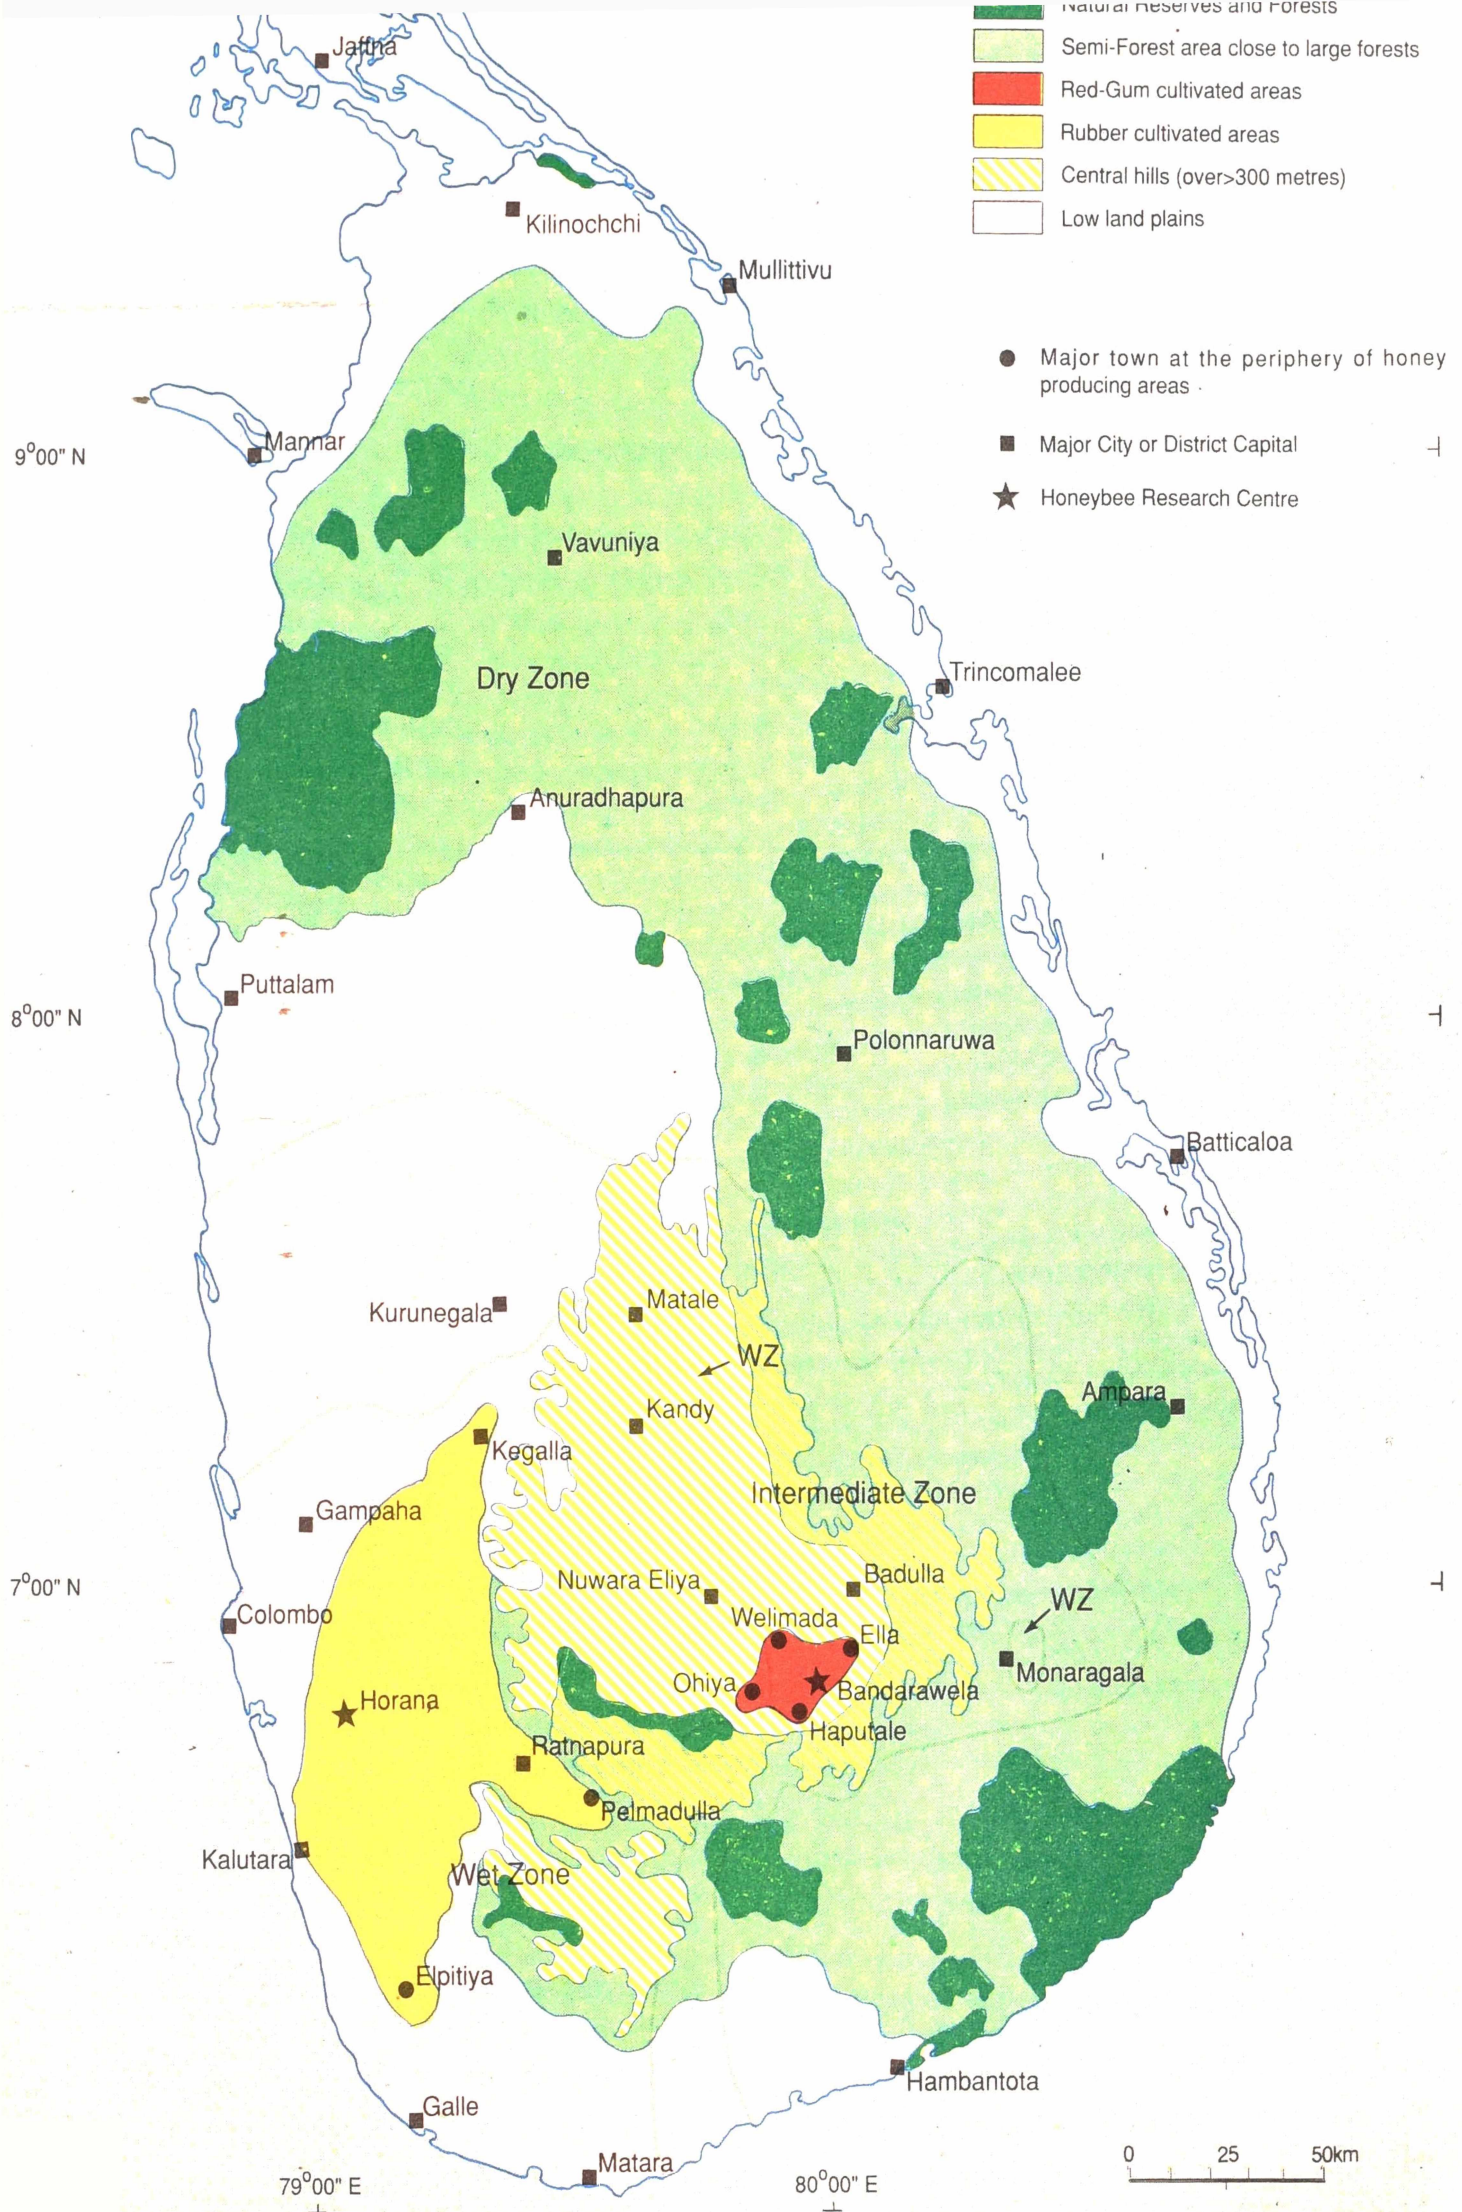 Natural Reserves and Forests
Semi-Forest area close to large forests
Red-Gum cultivated areas
Rubber cultivated areas
Central hills (over>300 metres)
Low land plains
Major town at the periphery of honey
producing areas
Major City or District Capital
Honeybee Research Centre
Jaffna
Kilinochchi
Mullittivu
Mannar
9°00" N
Vavuniya
Dry Zone
Trincomalee
Anuradhapura
Puttalam
8°00" N
Polonnaruwa
Batticaloa
Matale
Kurunegala
WZ
Ampara
Kandy
Kegalla
Intermediate Zone
Gampaha
Nuwara Eliya
Badulla
7°00" N
WZ
Colombo
Welimada
Ella
Monaragala
Ohiya
Bandarawela
Horana
Haputale
Ratnapura
Pelmadulla
Kalutara
Wet Zone
Elpitiya
Hambantota
Galle
Matara
0 25 50km
79°00" E
80°00" E